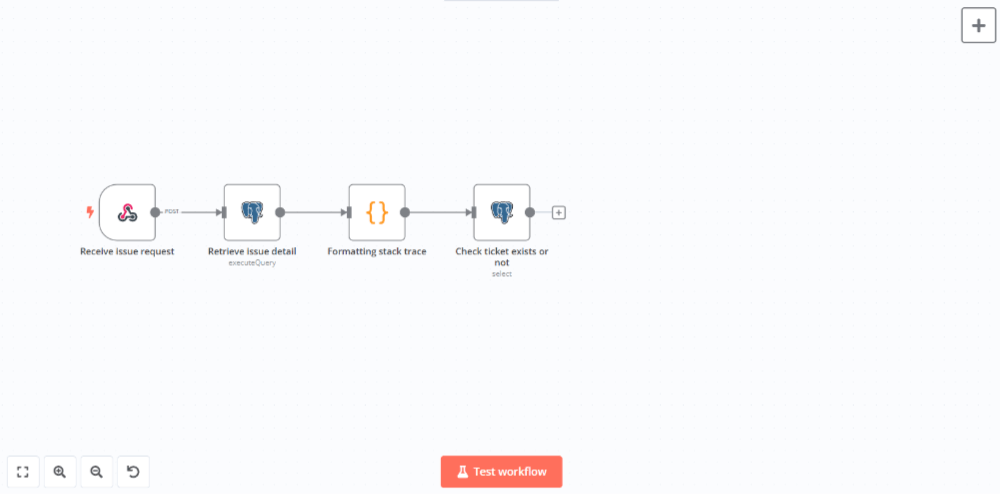 POST
Receive issue request
Retrieve issue detail
executeQuery
Formatting stack trace
Check ticket exists or
not
select
Test workflow